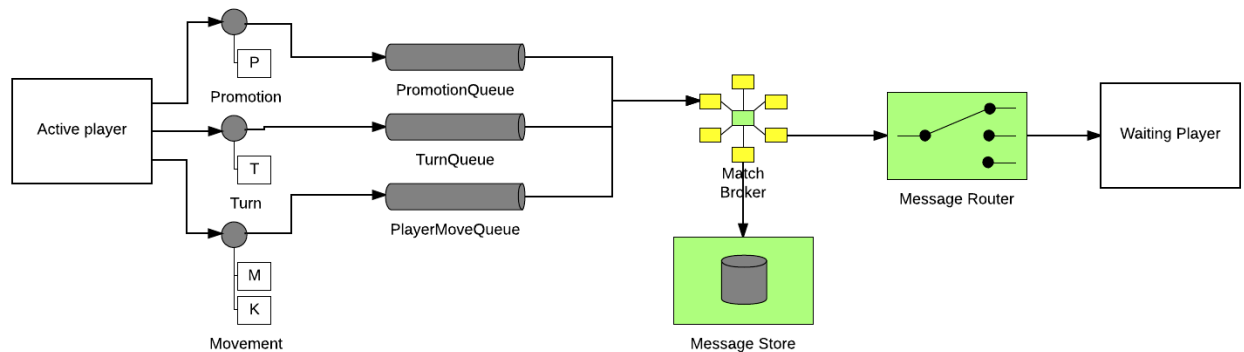 Active player
P
Promotion
T
Turn
M
K
Movement
PromotionQueue
TurnQueue
PlayerMoveQueue
Match
Broker
Message Store
Message Router
Waiting Player